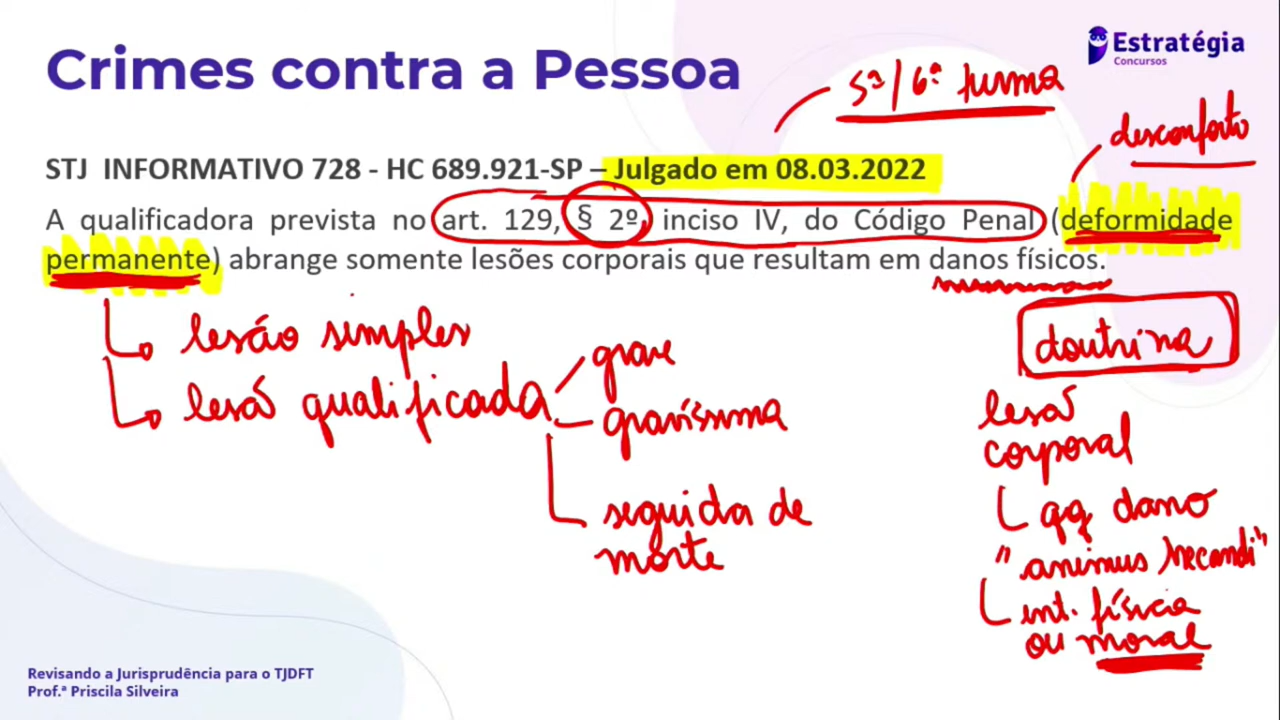 Crimes contra a Pessoa
Estratégia
Concursos
5ª/6ª turma
desconforto
STJ INFORMATIVO 728 - HC 689.921-SP – Julgado em 08.03.2022
A qualificadora prevista no art. 129, § 2º, inciso IV, do Código Penal (deformidade
permanente) abrange somente lesões corporais que resultam em danos físicos.
lesão simples
lesão qualificada
grave
gravíssima
seguida de
morte
doutrina
lesão
corporal
qq dano
"animus necandi"
int. física
ou moral
Revisando a Jurisprudência para o TJDFT
Prof.ª Priscila Silveira